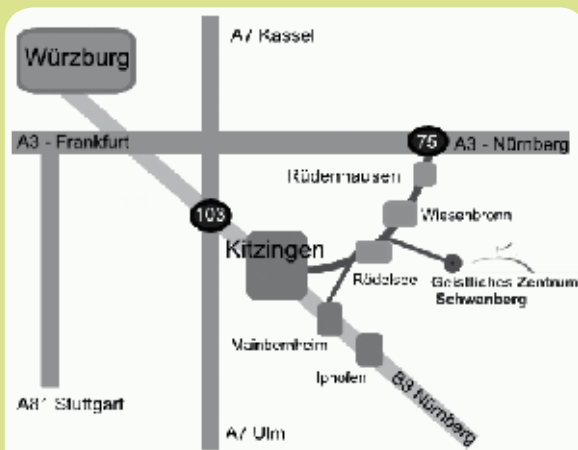 A7 Kassel
Würzburg
A3 - Frankfurt
75
A3 - Nürnberg
Rüdenhausen
Wiesenbronn
103
Kitzingen
Rödelsee
Geistliches Zentrum
Schwanberg
Mainbernheim
Iphofen
B3 Nürnberg
A81 Stuttgart
A7 Ulm